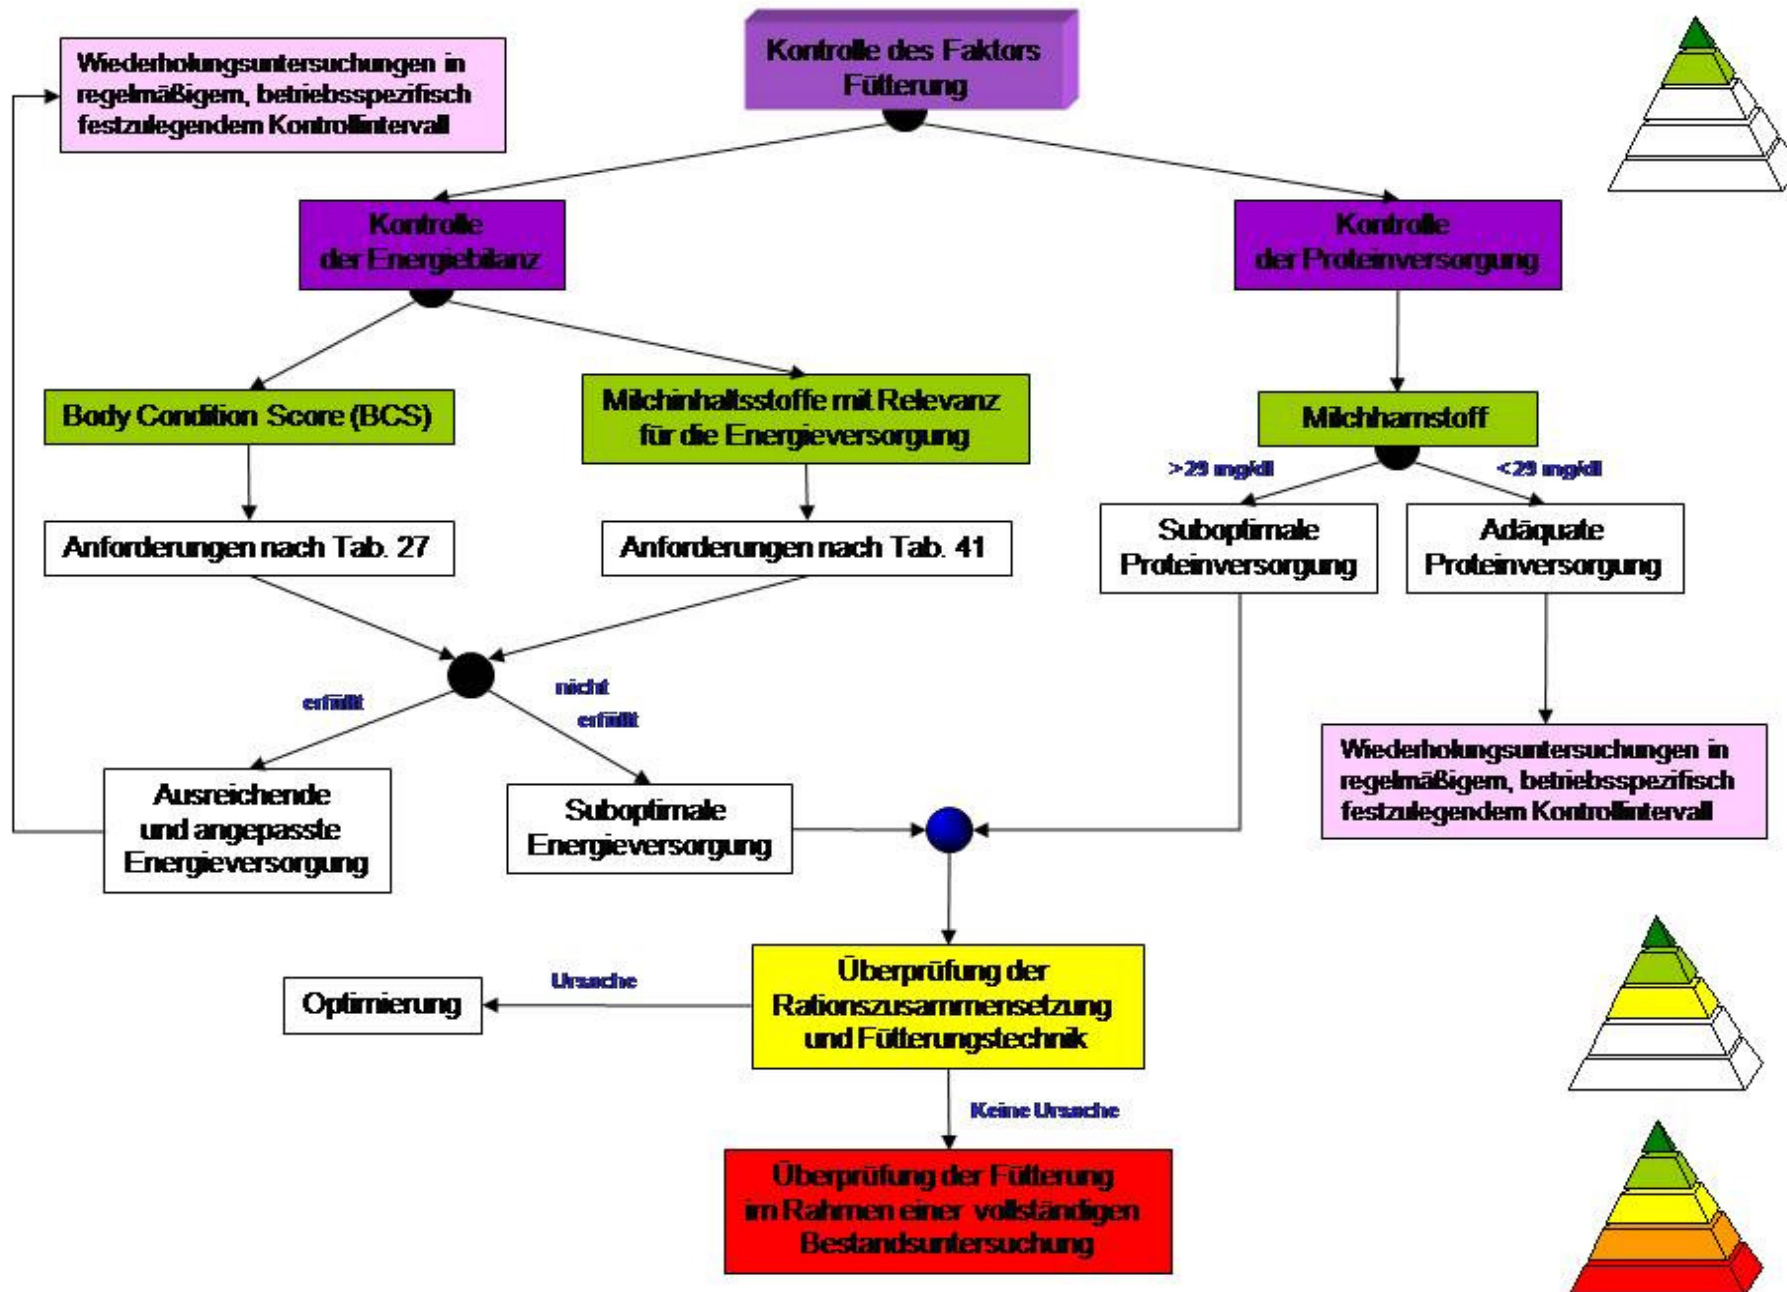 Kontrolle des Faktors
Fütterung
Wiederholungsuntersuchungen in
regelmäßigem, betriebsspezifisch
festzulegendem Kontrollintervall
Kontrolle
der Energiebilanz
Kontrolle
der Proteinversorgung
Body Condition Score (BCS)
Milchinhaltsstoffe mit Relevanz
für die Energieversorgung
Milchharnstoff
>29 mg/dl
<29 mg/dl
Anforderungen nach Tab. 27
Anforderungen nach Tab. 41
Suboptimale
Proteinversorgung
Adäquate
Proteinversorgung
erfüllt
nicht
erfüllt
Ausreichende
und angepasste
Energieversorgung
Suboptimale
Energieversorgung
Wiederholungsuntersuchungen in
regelmäßigem, betriebsspezifisch
festzulegendem Kontrollintervall
Optimierung
Ursache
Überprüfung der
Rationszusammensetzung
und Fütterungstechnik
Keine Ursache
Überprüfung der Fütterung
im Rahmen einer vollständigen
Bestandsuntersuchung